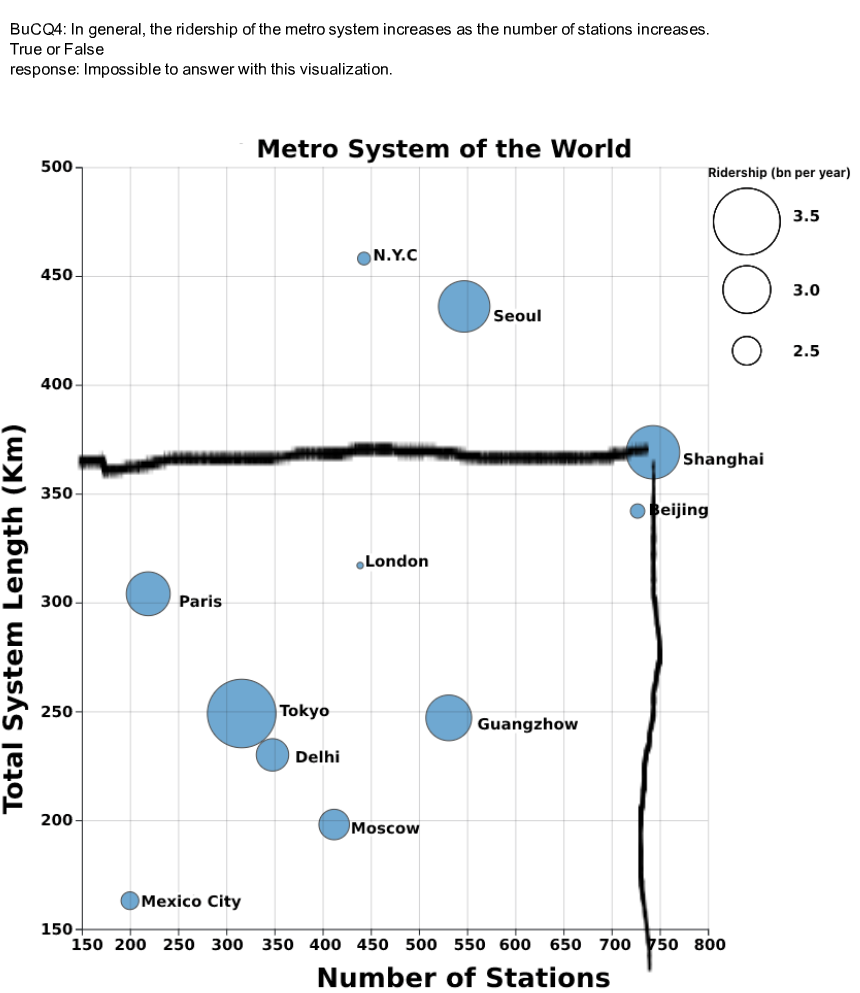 BuCQ4: In general, the ridership of the metro system increases as the number of stations increases.
True or False
response: Impossible to answer with this visualization.
Metro System of the World
Ridership (bn per year)
3.5
3.0
2.5
Total System Length (Km)
500
450
400
350
300
250
200
150
N.Y.C
Seoul
Shanghai
Beijing
London
Paris
Tokyo
Guangzhow
Delhi
Moscow
Mexico City
150 200 250 300 350 400 450 500 550 600 650 700 750 800
Number of Stations